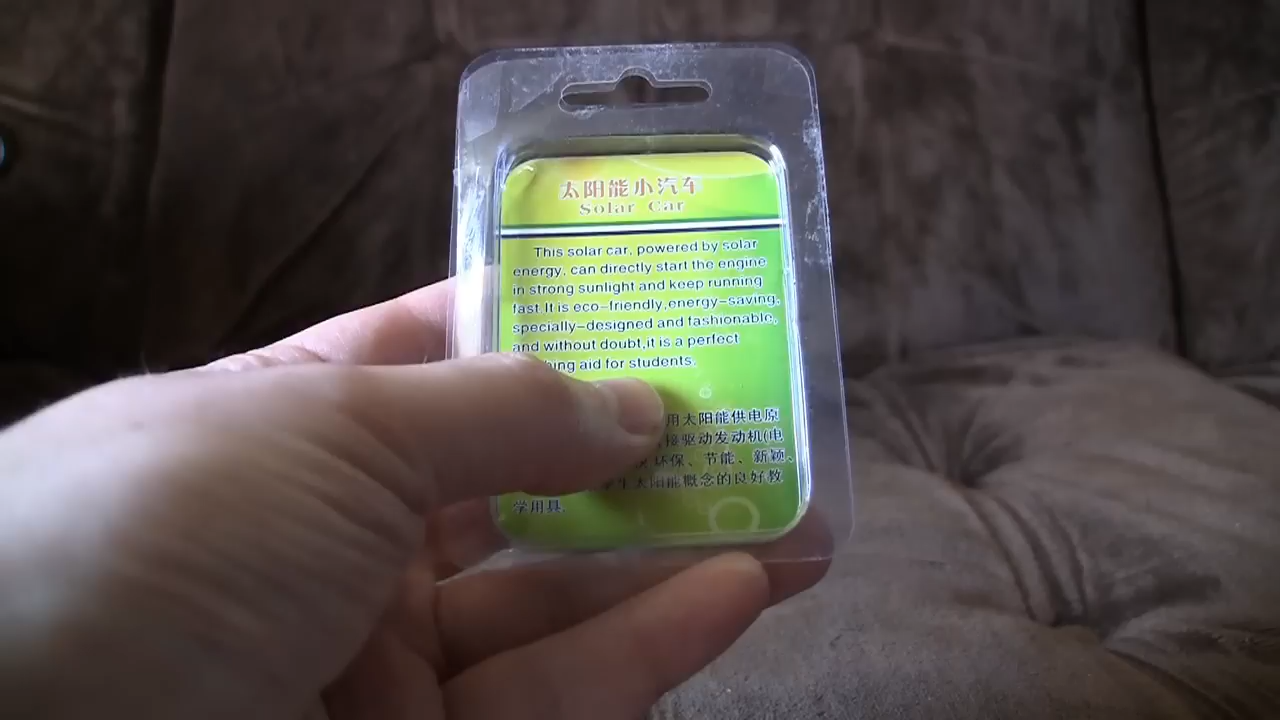 太阳能小汽车
Solar Car
This solar car, powered by solar
energy, can directly start the engine
in strong sunlight and keep running
fast.It is eco-friendly,energy-saving,
specially-designed and fashionable,
and without doubt,it is a perfect
aid for students.
用太阳能供电原
接驱动发动机(电
环保、节能、新颖、
学生太阳能概念的良好教
学用具.